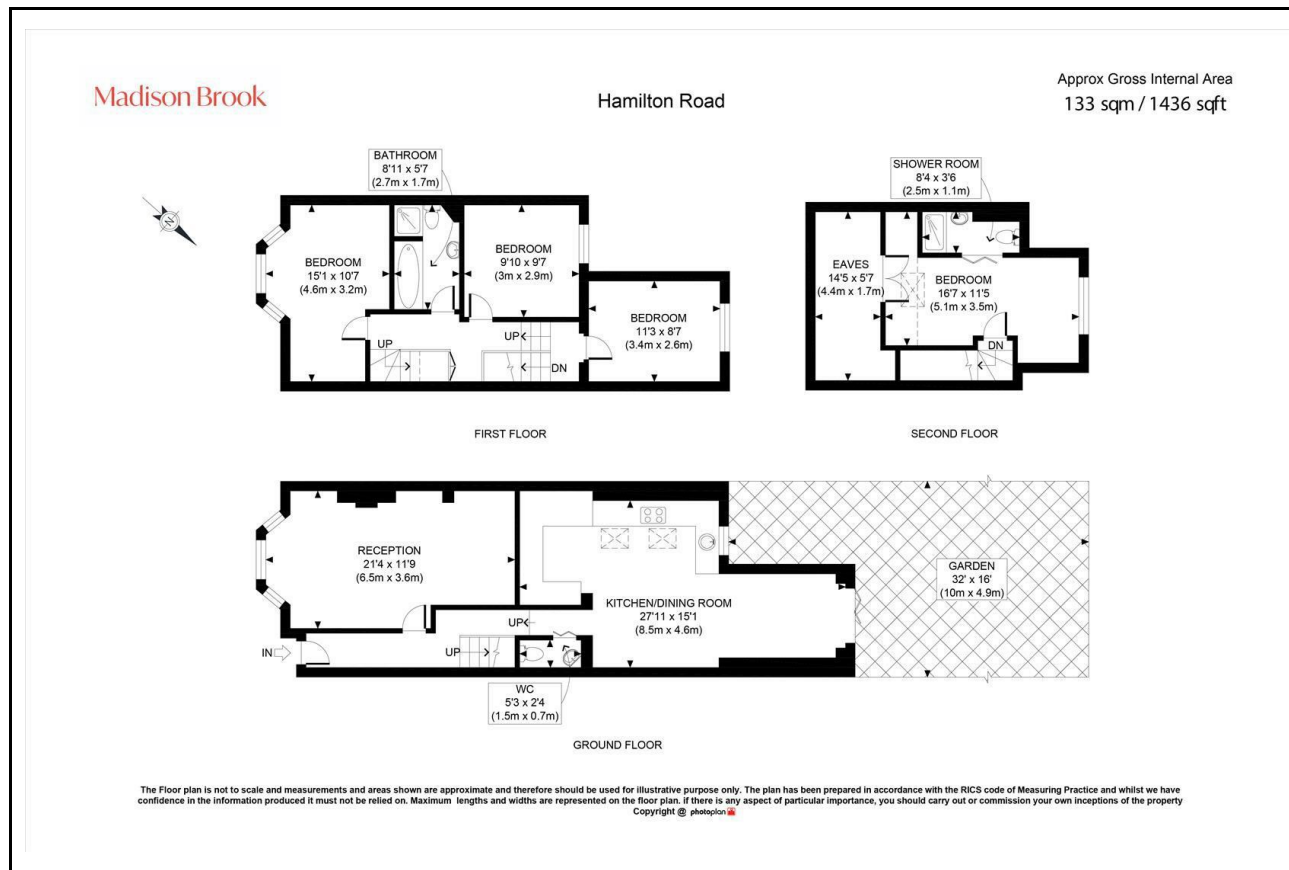 Madison Brook
Hamilton Road
Approx Gross Internal Area
133 sqm / 1436 sqft
BATHROOM
8'11 x 5'7
(2.7m x 1.7m)
SHOWER ROOM
8'4 x 3'6
(2.5m x 1.1m)
N
BEDROOM
15'1 x 10'7
(4.6m x 3.2m)
BEDROOM
9'10 x 9'7
(3m x 2.9m)
BEDROOM
11'3 x 8'7
(3.4m x 2.6m)
UP
UP
DN
EAVES
14'5 x 5'7
(4.4m x 1.7m)
BEDROOM
16'7 x 11'5
(5.1m x 3.5m)
DN
FIRST FLOOR
SECOND FLOOR
RECEPTION
21'4 x 11'9
(6.5m x 3.6m)
KITCHEN/DINING ROOM
27'11 x 15'1
(8.5m x 4.6m)
GARDEN
32' x 16'
(10m x 4.9m)
UP
IN
UP
WC
5'3 x 2'4
(1.5m x 0.7m)
GROUND FLOOR
The Floor plan is not to scale and measurements and areas shown are approximate and therefore should be used for illustrative purpose only. The plan has been prepared in accordance with the RICS code of Measuring Practice and whilst we have
confidence in the information produced it must not be relied on. Maximum lengths and widths are represented on the floor plan. if there is any aspect of particular importance, you should carry out or commission your own inceptions of the property
Copyright @ photoplan